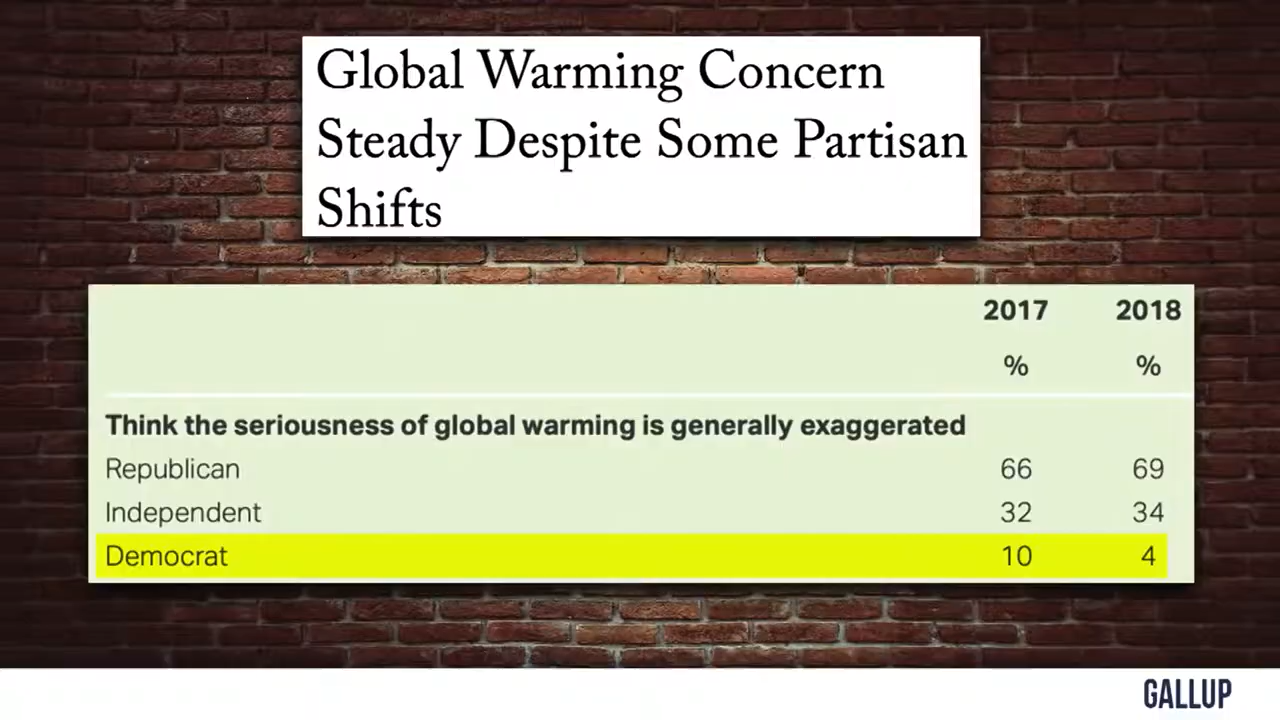 Global Warming Concern
Steady Despite Some Partisan
Shifts
2017 2018
% %
Think the seriousness of global warming is generally exaggerated
Republican 66 69
Independent 32 34
Democrat 10 4
GALLUP